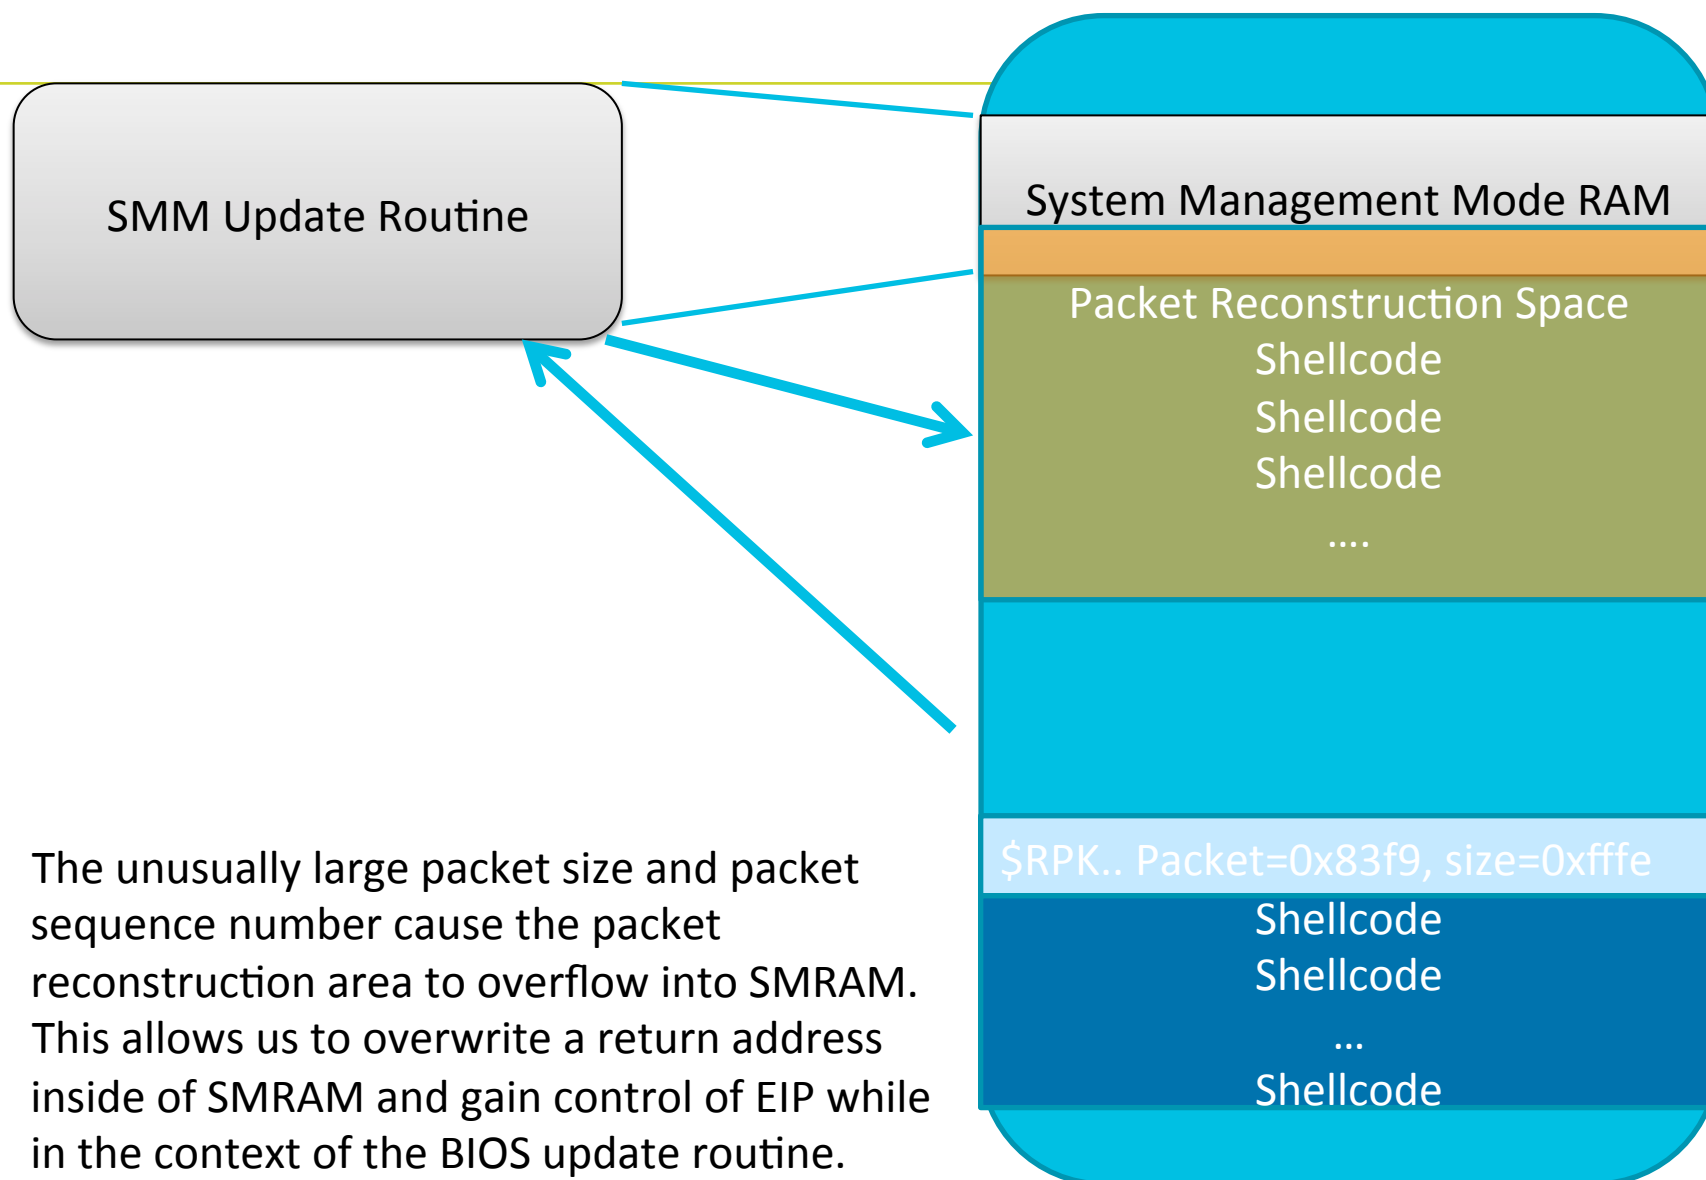 SMM Update Routine
System Management Mode RAM
Packet Reconstruction Space
Shellcode
Shellcode
Shellcode
....
$RPK.. Packet=0x83f9, size=0xfffe
Shellcode
Shellcode
...
Shellcode
The unusually large packet size and packet
sequence number cause the packet
reconstruction area to overflow into SMRAM.
This allows us to overwrite a return address
inside of SMRAM and gain control of EIP while
in the context of the BIOS update routine.